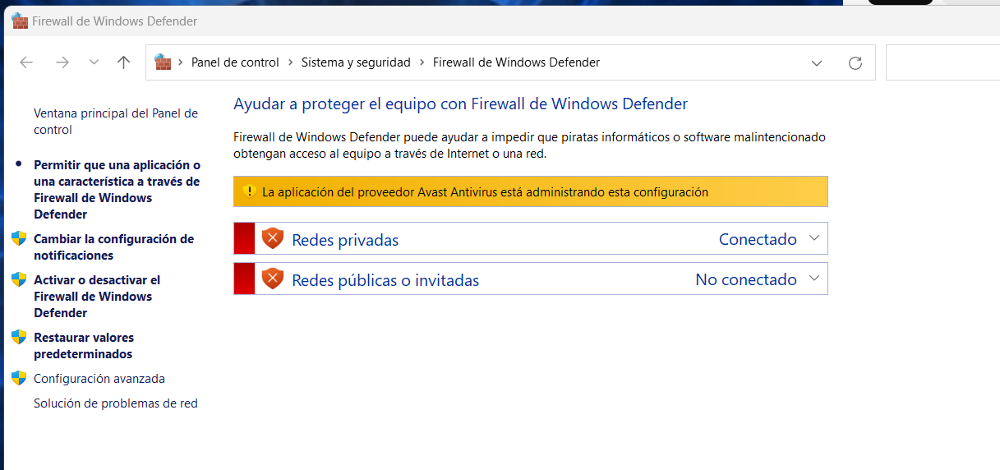 Firewall de Windows Defender
Panel de control > Sistema y seguridad > Firewall de Windows Defender
Ventana principal del Panel de
control
Permitir que una aplicación o
una característica a través de
Firewall de Windows
Defender
Cambiar la configuración de
notificaciones
Activar o desactivar el
Firewall de Windows
Defender
Restaurar valores
predeterminados
Configuración avanzada
Solución de problemas de red
Ayudar a proteger el equipo con Firewall de Windows Defender
Firewall de Windows Defender puede ayudar a impedir que piratas informáticos o software malintencionado
obtengan acceso al equipo a través de Internet o una red.
La aplicación del proveedor Avast Antivirus está administrando esta configuración
Redes privadas Conectado
Redes públicas o invitadas No conectado